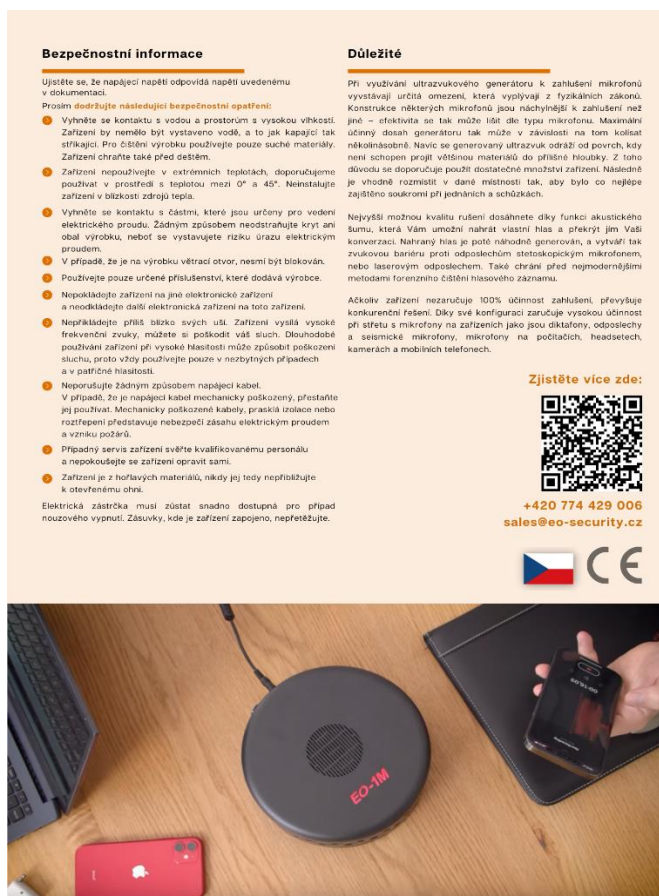 Bezpečnostní informace
Ujistěte se, že napájecí napětí odpovídá napětí uvedenému
v dokumentaci.
Prosím dodržujte následující bezpečnostní opatření:
Vyhněte se kontaktu s vodou a prostorům s vysokou vlhkostí.
Zařízení by nemělo být vystaveno vodě, a to jak kapající tak
stříkající. Pro čištění výrobku používejte pouze suché materiály.
Zařízení chraňte také před deštěm.
Zařízení nepoužívejte v extrémních teplotách, doporučujeme
používat v prostředí s teplotou mezi 0° a 45°. Neinstalujte
zařízení v blízkosti zdrojů tepla.
Vyhněte se kontaktu s částmi, které jsou určeny pro vedení
elektrického proudu. Žádným způsobem neodstraňujte kryt ani
obal výrobku, neboť se vystavujete riziku úrazu elektrickým
proudem.
V případě, že je na výrobku větrací otvor, nesmí být blokován.
Používejte pouze určené příslušenství, které dodává výrobce.
Nepokládejte zařízení na jiné elektronické zařízení
a neodkládejte další elektronická zařízení na toto zařízení.
Nepřikládejte příliš blízko svých uší. Zařízení vysílá vysoké
frekvenční zvuky, můžete si poškodit váš sluch. Dlouhodobé
používání zařízení při vysoké hlasitosti může způsobit poškození
sluchu, proto vždy používejte pouze v nezbytných případech
a v patřičné hlasitosti.
Neporušujte žádným způsobem napájecí kabel.
V případě, že je napájecí kabel mechanicky poškozený, přestaňte
jej používat. Mechanicky poškozené kabely, prasklá izolace nebo
roztřepení představuje nebezpečí zásahu elektrickým proudem
a vzniku požárů.
Případný servis zařízení svěřte kvalifikovanému personálu
a nepokoušejte se zařízení opravit sami.
Zařízení je z hořlavých materiálů, nikdy jej tedy nepřibližujte
k otevřenému ohni.
Elektrická zástrčka musí zůstat snadno dostupná pro případ
nouzového vypnutí. Zásuvky, kde je zařízení zapojeno, nepřetěžujte.
Důležité
Při využívání ultrazvukového generátoru k zahlušení mikrofonů
vyvstávají určitá omezení, která vyplývají z fyzikálních zákonů.
Konstrukce některých mikrofonů jsou náchylnější k zahlušení než
jiné – efektivita se tak může lišit dle typu mikrofonu. Maximální
účinný dosah generátoru tak může v závislosti na tom kolísat
několinásobně. Navíc se generovaný ultrazvuk odráží od povrch, kdy
není schopen projít většinou materiálů do přílišné hloubky. Z toho
důvodu se doporučuje použít dostatečné množství zařízení. Následně
je vhodně rozmístit v dané místnosti tak, aby bylo co nejlépe
zajištěno soukromí při jednáních a schůzkách.
Nejvyšší možnou kvalitu rušení dosáhnete díky funkci akustického
šumu, která Vám umožní nahrát vlastní hlas a překrýt jím Vaši
konverzaci. Nahraný hlas je poté náhodně generován, a vytváří tak
zvukovou bariéru proti odposlechům stetoskopickým mikrofonem,
nebo laserovým odposlechem. Také chrání před nejmodernějšími
metodami forenzního čištění hlasového záznamu.
Ačkoliv zařízení nezaručuje 100% účinnost zahlušení, převyšuje
konkurenční řešení. Díky své konfiguraci zaručuje vysokou účinnost
při střetu s mikrofony na zařízeních jako jsou diktafony, odposlechy
a seismické mikrofony, mikrofony na počítačích, headsetech,
kamerách a mobilních telefonech.
Zjistěte více zde:
+420 774 429 006
sales@eo-security.cz
CE
EO-1M